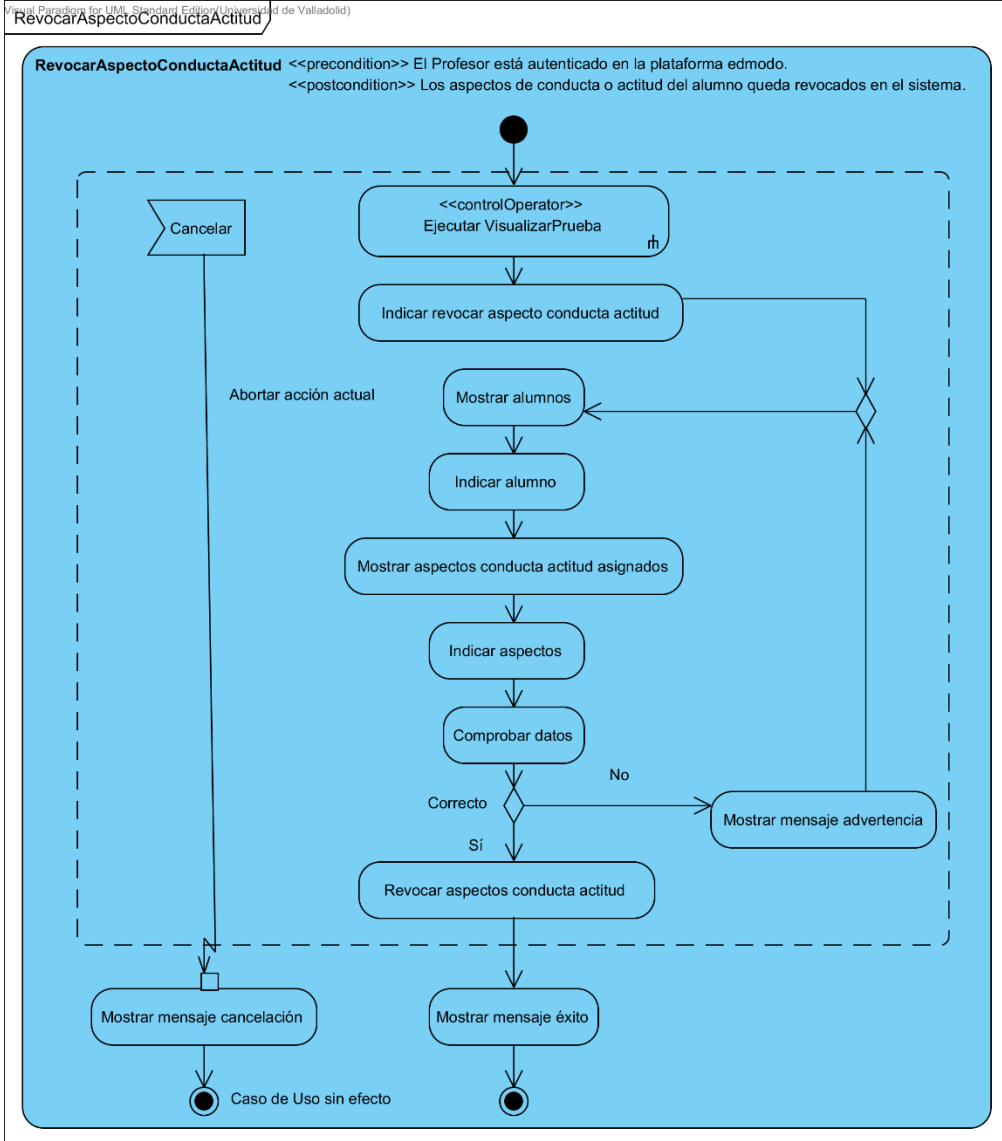 Visual Paradigm for UML Standard Edition(Universidad de Valladolid)
RevocarAspectoConductaActitud
RevocarAspectoConductaActitud <<precondition>> El Profesor está autenticado en la plataforma edmodo.
<<postcondition>> Los aspectos de conducta o actitud del alumno queda revocados en el sistema.
<<controlOperator>>
Ejecutar VisualizarPrueba
Cancelar
Indicar revocar aspecto conducta actitud
Abortar acción actual
Mostrar alumnos
Indicar alumno
Mostrar aspectos conducta actitud asignados
Indicar aspectos
Comprobar datos
No
Correcto
Mostrar mensaje advertencia
Sí
Revocar aspectos conducta actitud
Mostrar mensaje cancelación
Mostrar mensaje éxito
Caso de Uso sin efecto